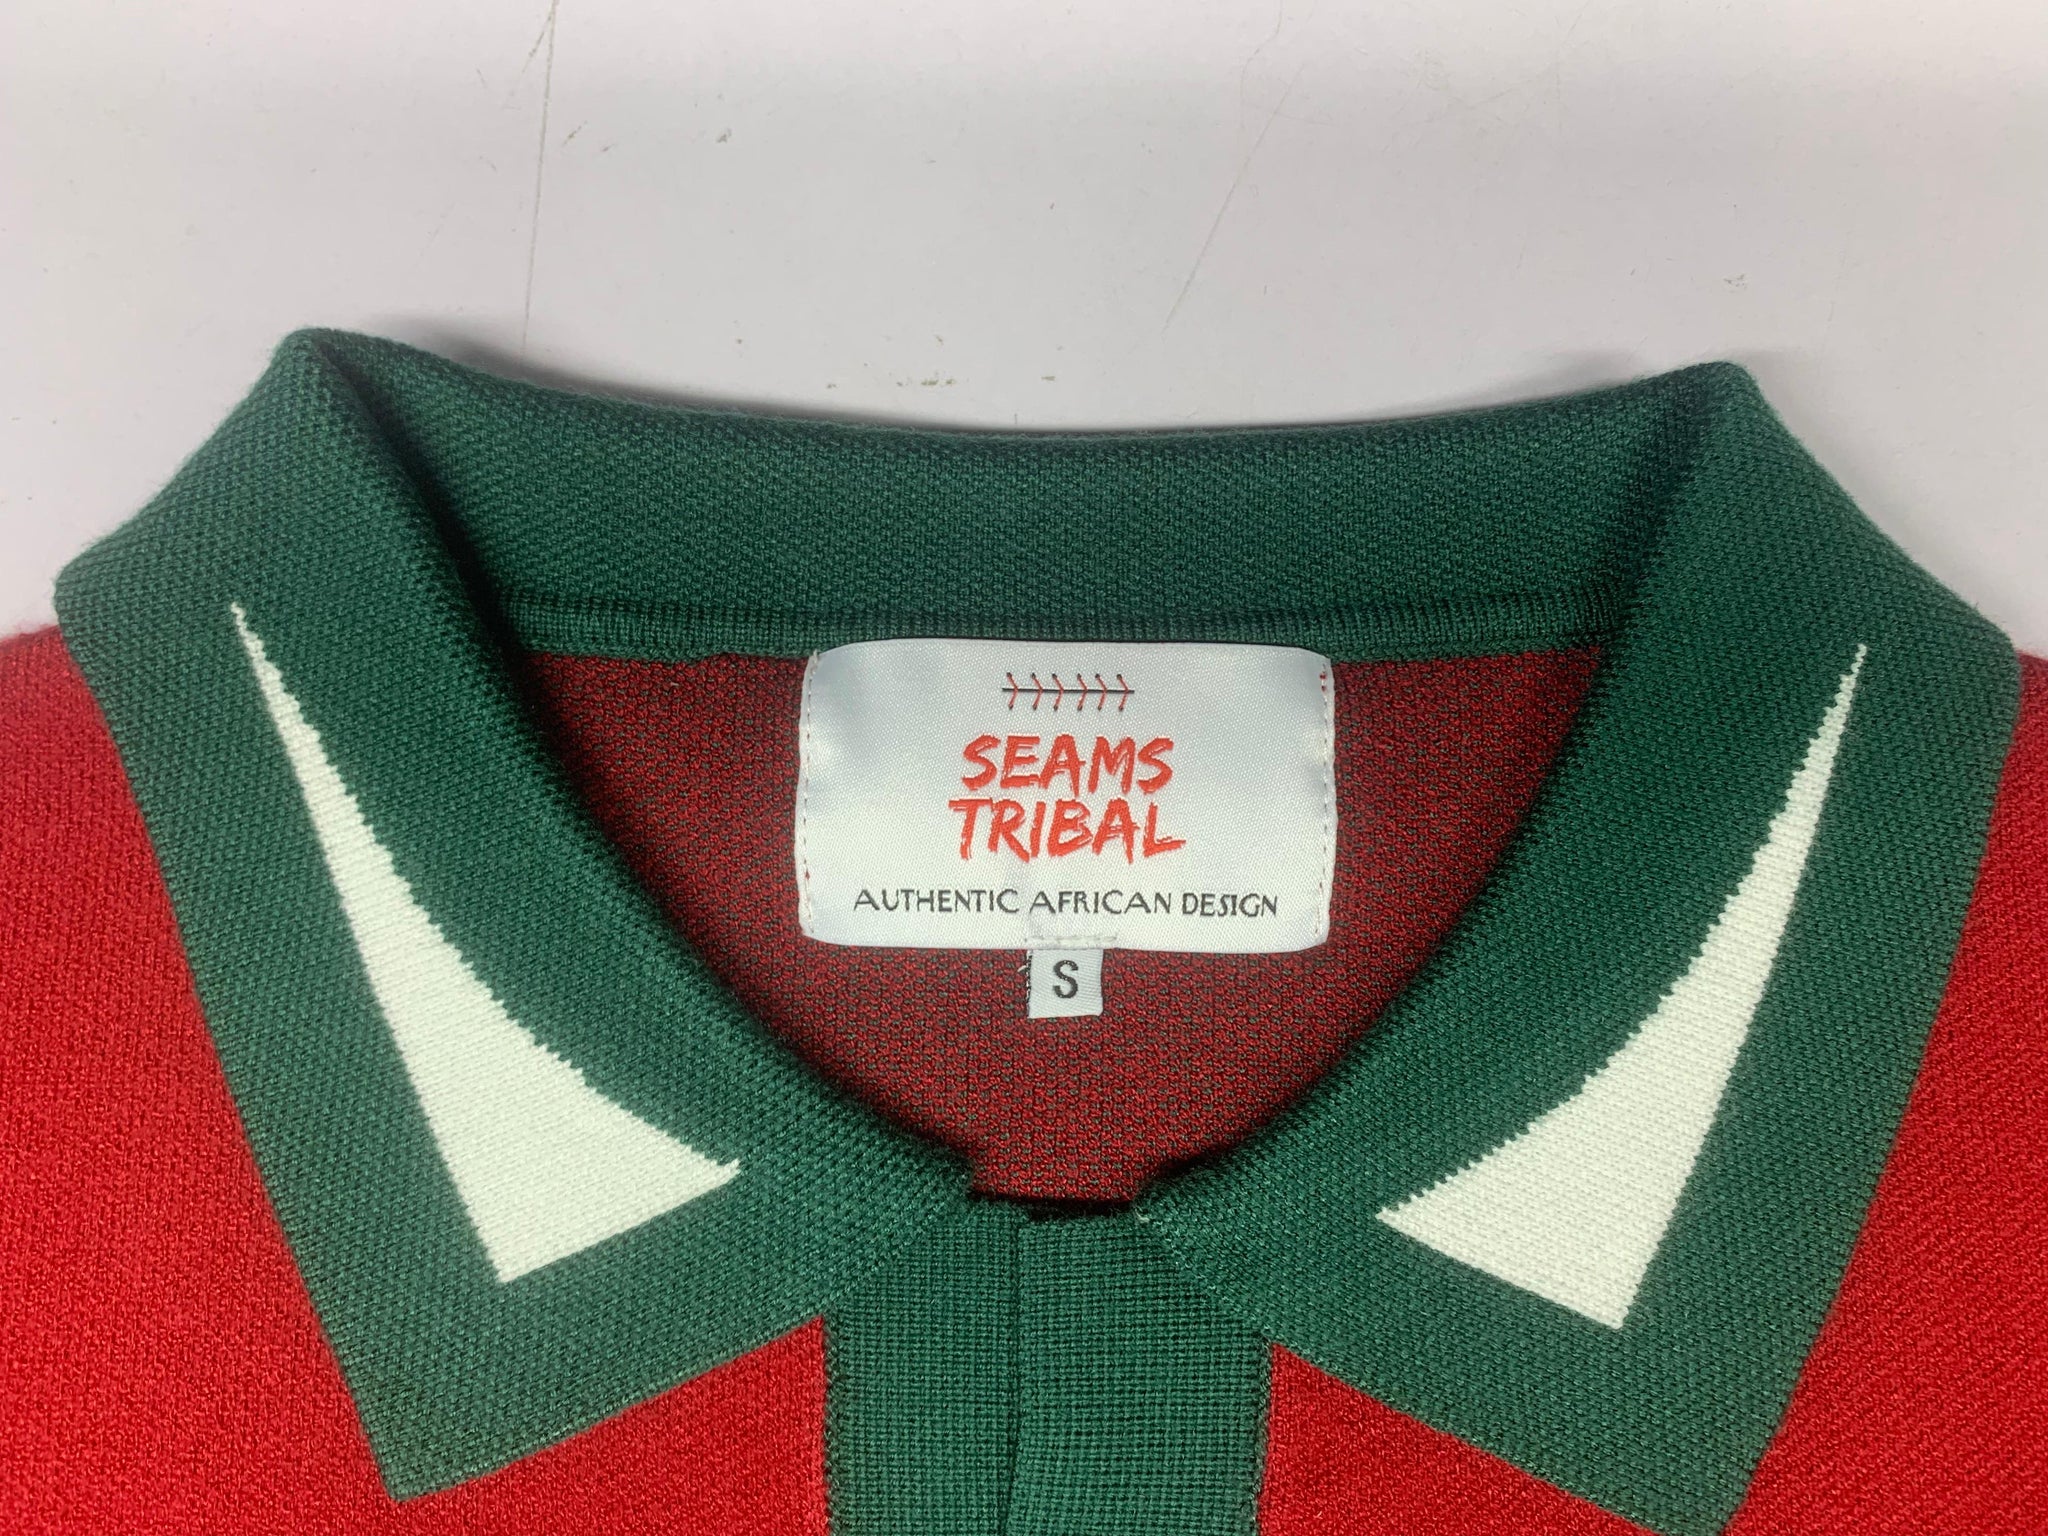 SEAMS
TRIBAL
AUTHENTIC AFRICAN DESIGN
S